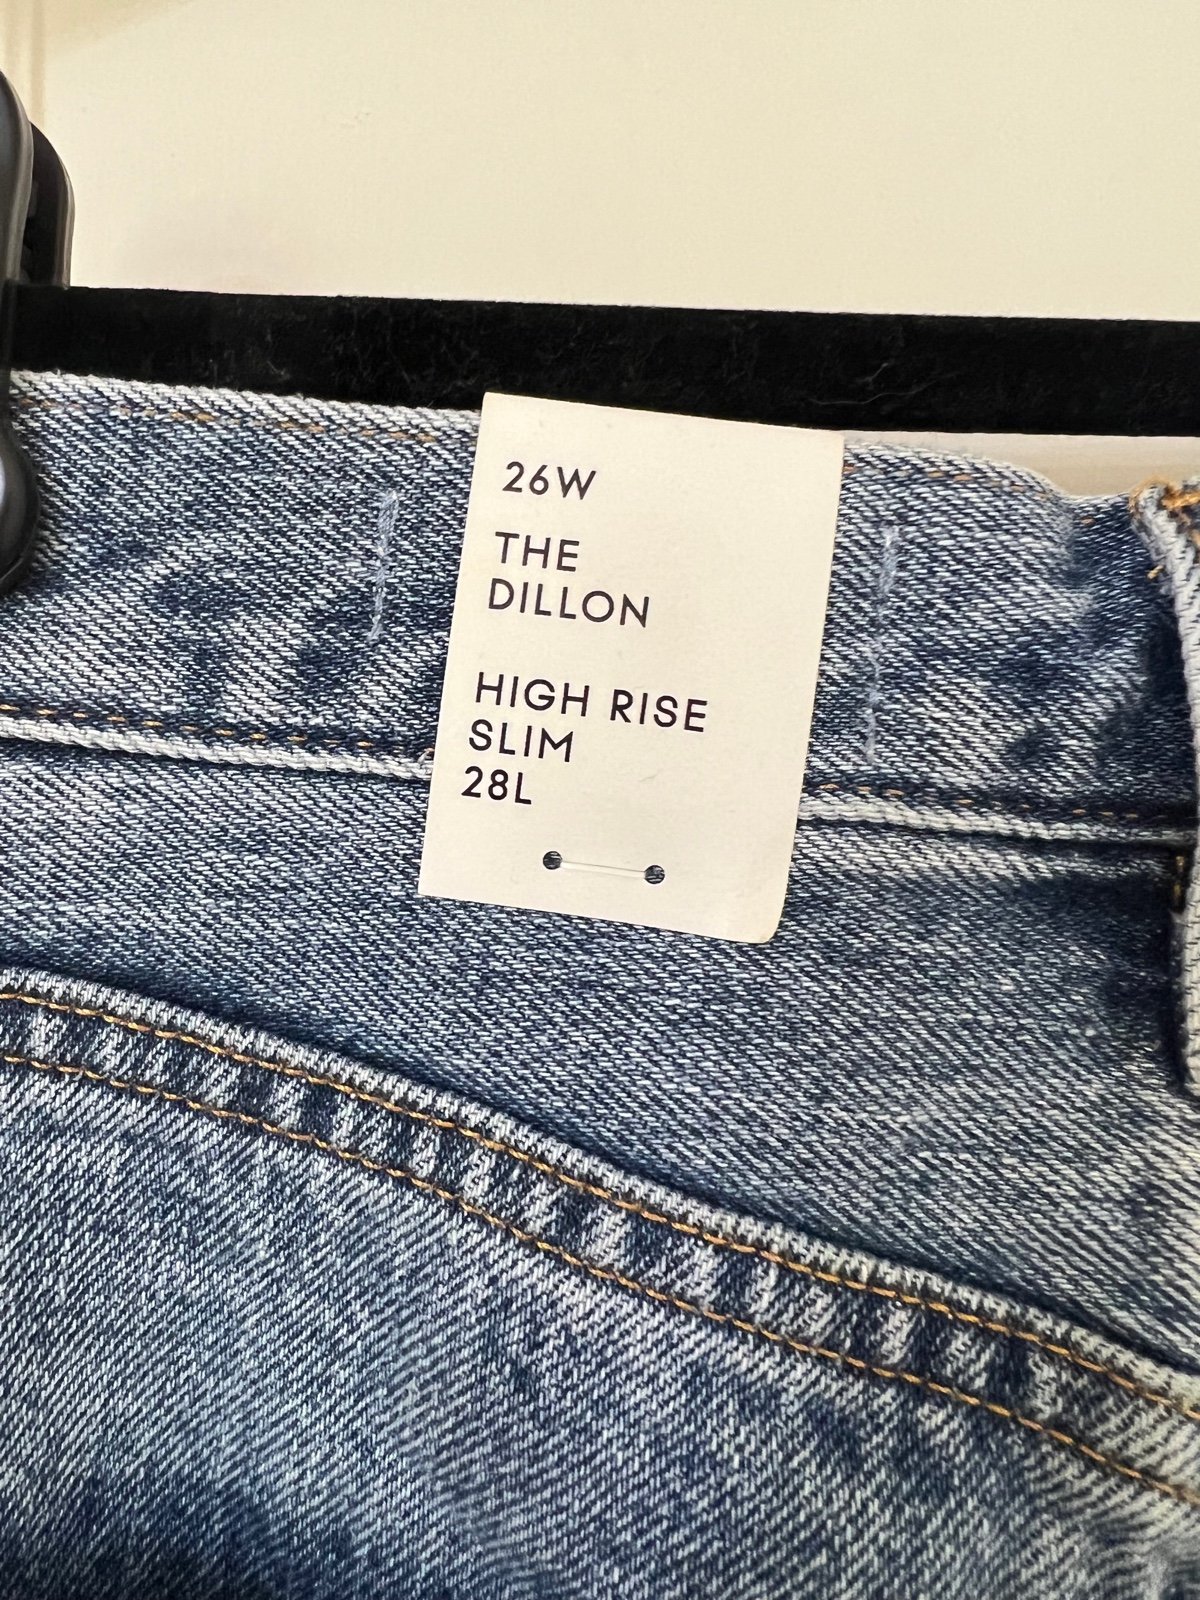 26W
THE
DILLON
HIGH RISE
SLIM
28L